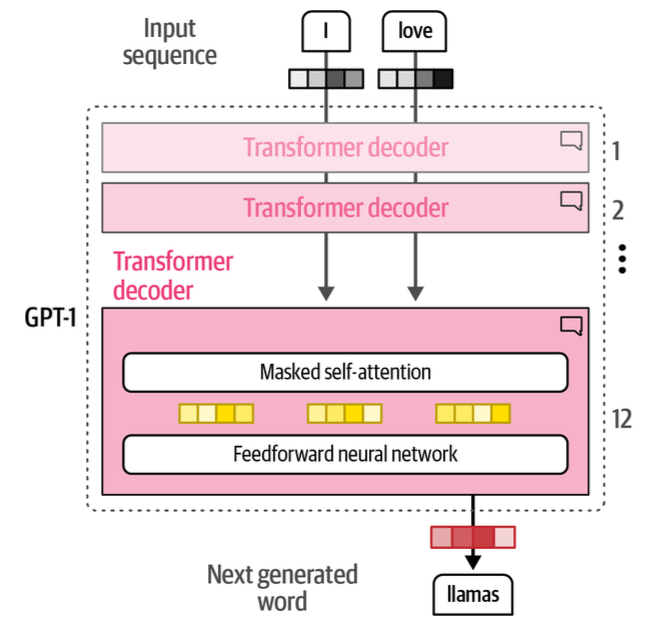 Input
sequence
I
love
Transformer decoder
1
Transformer decoder
2
Transformer
decoder
GPT-1
Masked self-attention
12
Feedforward neural network
Next generated
word
llamas